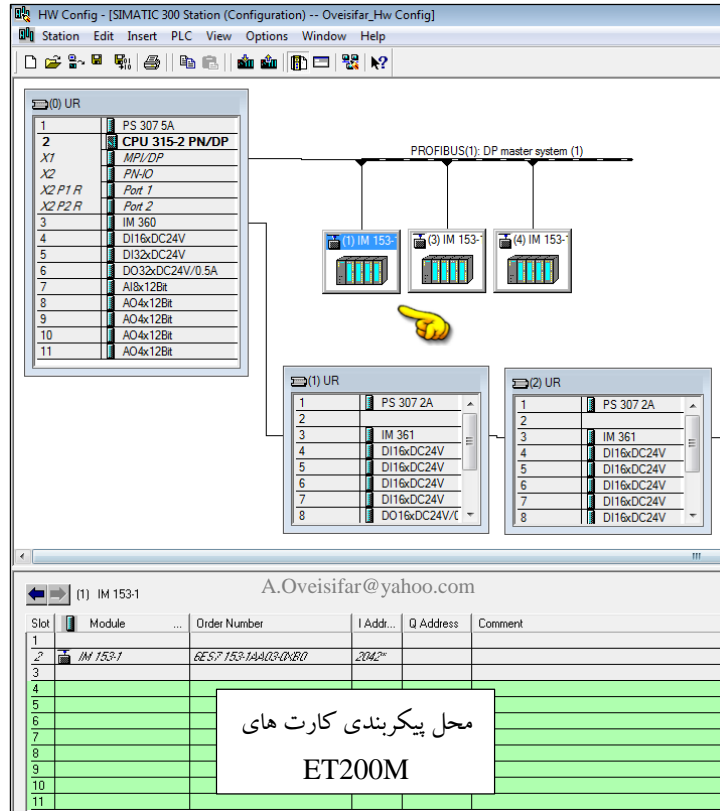 HW Config - [SIMATIC 300 Station (Configuration) -- Oveisifar_Hw Config]
Station Edit Insert PLC View Options Window Help
(0) UR
1 PS 307 5A
2 CPU 315-2 PN/DP
X1 MPI/DP
X2 PN-IO
X2 P1 R Port 1
X2 P2 R Port 2
3 IM 360
4 DI16xDC24V
5 DI32xDC24V
6 DO32xDC24V/0.5A
7 AI8x12Bit
8 AO4x12Bit
9 AO4x12Bit
10 AO4x12Bit
11 AO4x12Bit
PROFIBUS(1): DP master system (1)
(1) IM 153-1
(3) IM 153-1
(4) IM 153-1
(1) UR
1 PS 307 2A
2
3 IM 361
4 DI16xDC24V
5 DI16xDC24V
6 DI16xDC24V
7 DI16xDC24V
8 DO16xDC24V/0
(2) UR
1 PS 307 2A
2
3 IM 361
4 DI16xDC24V
5 DI16xDC24V
6 DI16xDC24V
7 DI16xDC24V
8 DI16xDC24V
A.Oveisifar@yahoo.com
(1) IM 153-1
Slot Module ... Order Number I Addr... Q Address Comment
1
2 IM 153-1 6ES7 153-1AA03-0XB0 2042*
3
4
5
6
7
8
9
10
11
محل پیکربندی کارت های
ET200M